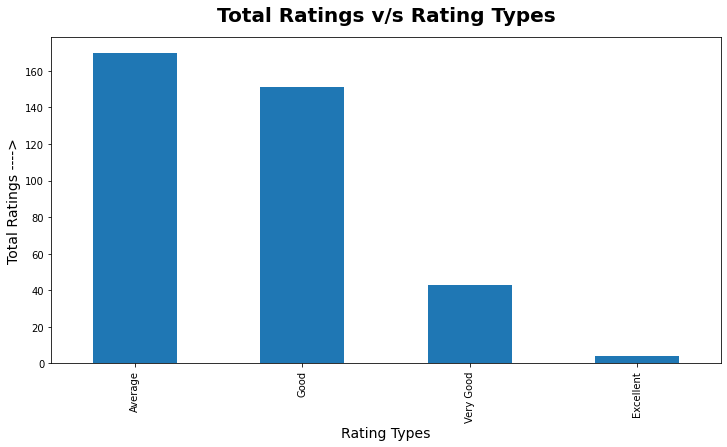 Total Ratings v/s Rating Types
Total Ratings ---->
160
140
120
100
80
60
40
20
0
Average
Good
Very Good
Excellent
Rating Types